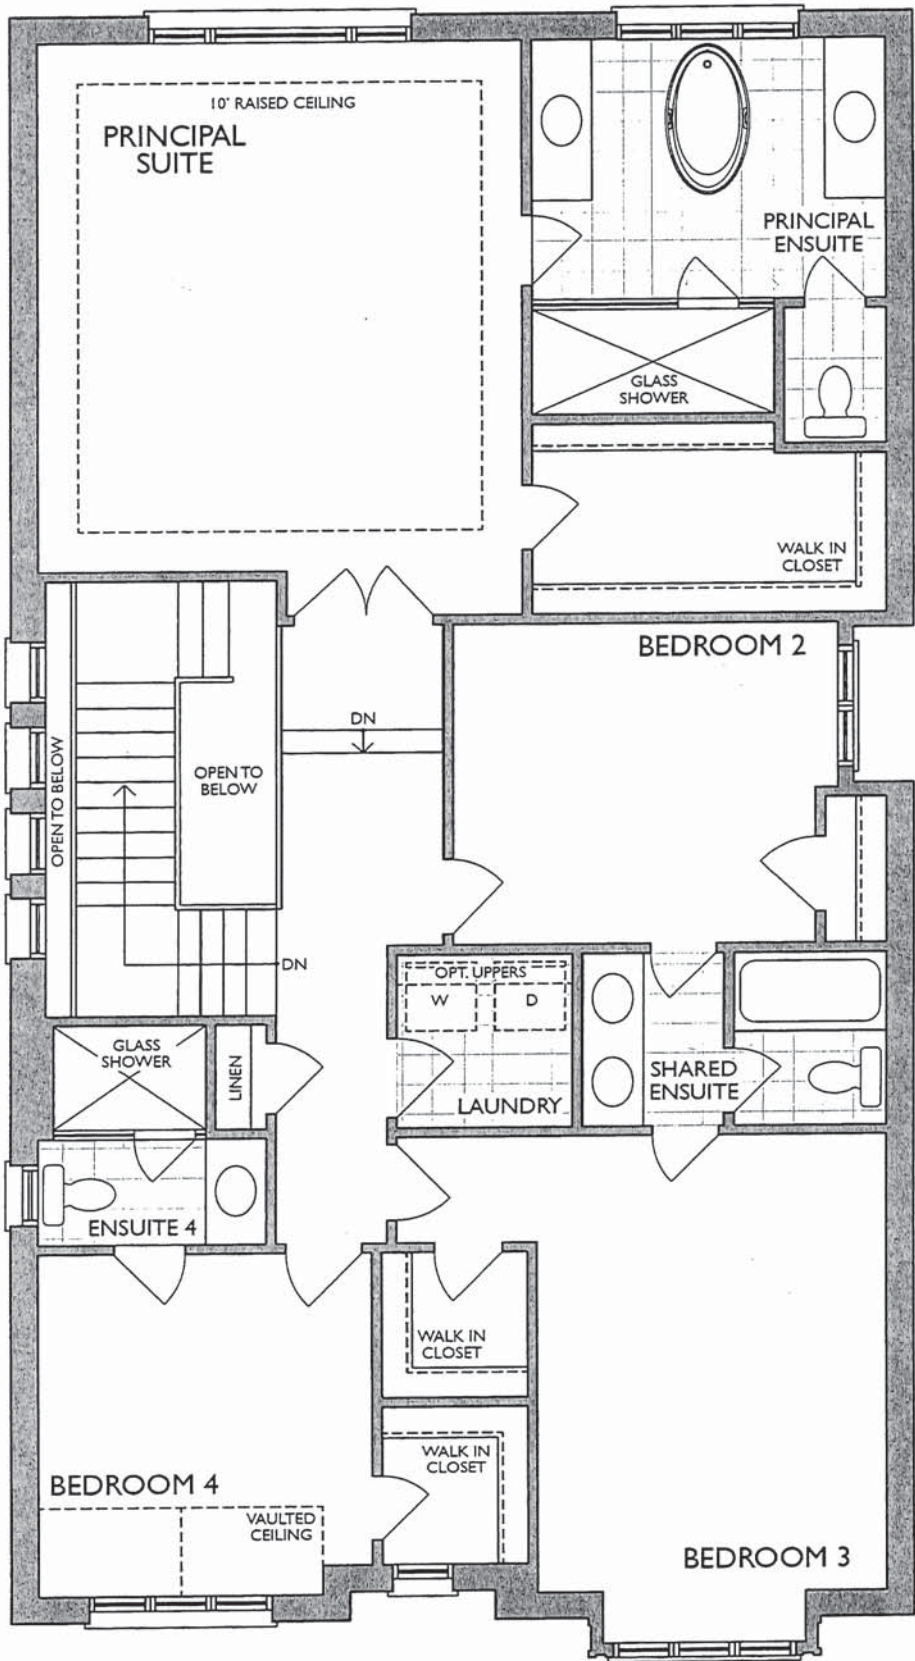 10' RAISED CEILING
PRINCIPAL
SUITE
PRINCIPAL
ENSUITE
GLASS
SHOWER
WALK IN
CLOSET
BEDROOM 2
DN
OPEN TO
BELOW
OPEN TO BELOW
DN
OPT. UPPERS
W
D
LAUNDRY
SHARED
ENSUITE
GLASS
SHOWER
LINEN
ENSUITE 4
WALK IN
CLOSET
WALK IN
CLOSET
BEDROOM 4
VAULTED
CEILING
BEDROOM 3